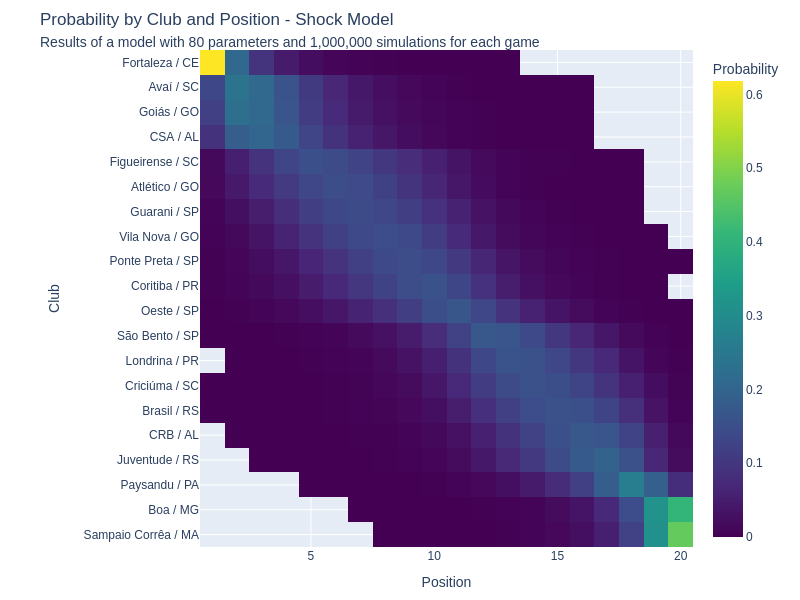 Probability by Club and Position - Shock Model
Results of a model with 80 parameters and 1,000,000 simulations for each game
Probability
0.6
0.5
0.4
0.3
0.2
0.1
0
Club
Fortaleza / CE
Avaí / SC
Goiás / GO
CSA / AL
Figueirense / SC
Atlético / GO
Guarani / SP
Vila Nova / GO
Ponte Preta / SP
Coritiba / PR
Oeste / SP
São Bento / SP
Londrina / PR
Criciúma / SC
Brasil / RS
CRB / AL
Juventude / RS
Paysandu / PA
Boa / MG
Sampaio Corrêa / MA
5
10
15
20
Position